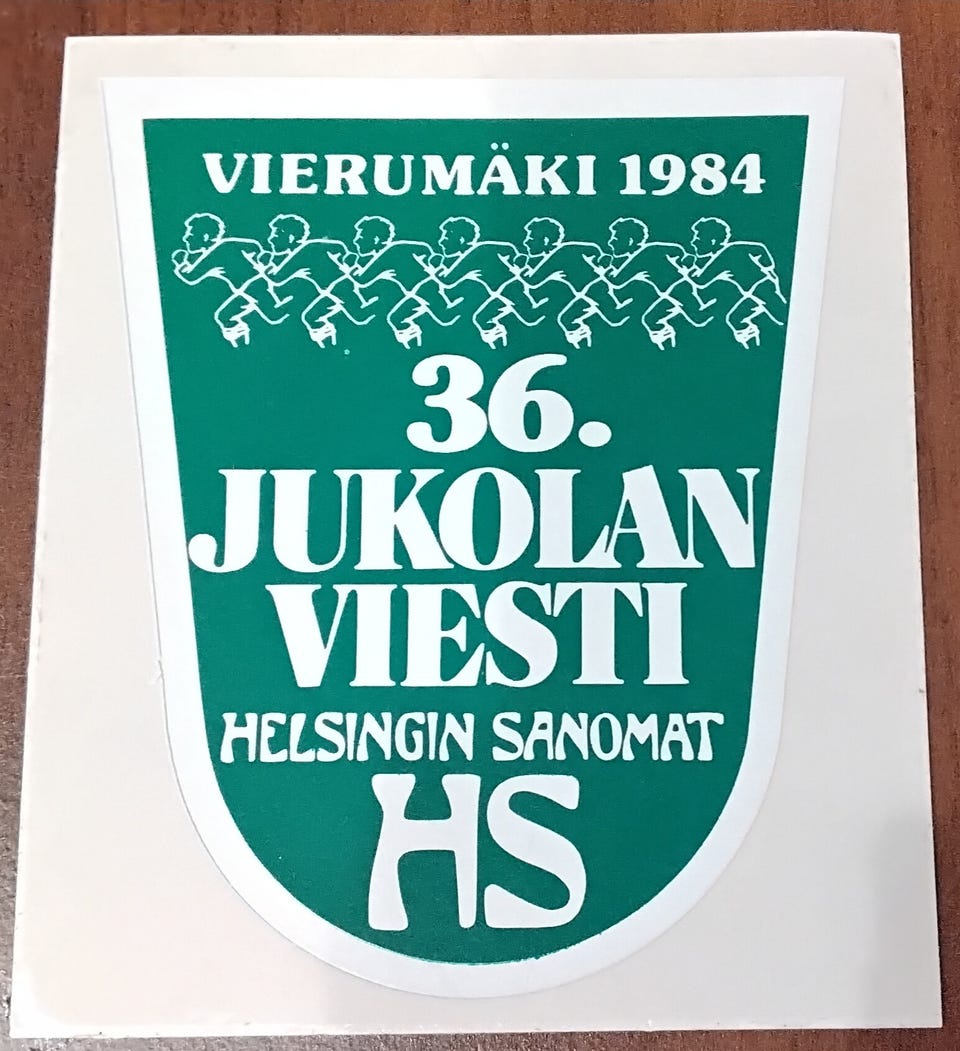 VIERUMÄKI 1984
36.
JUKOLAN
VIESTI
HELSINGIN SANOMAT
HS